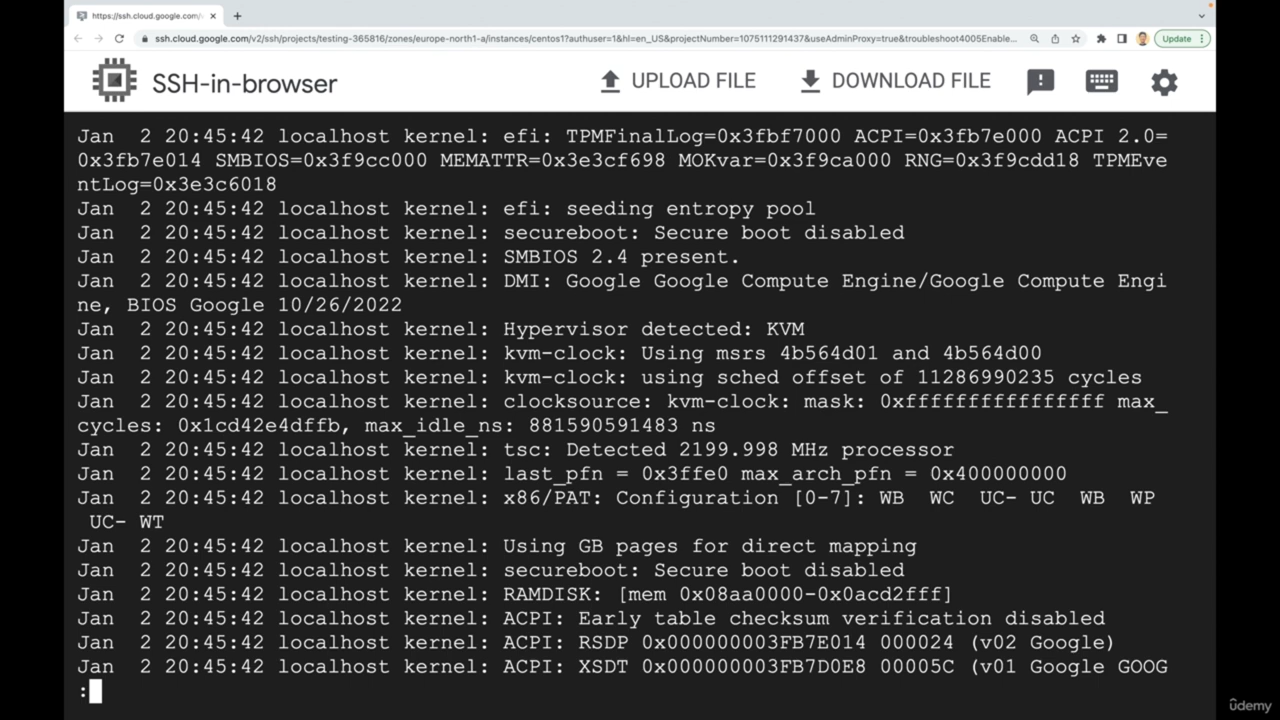 https://ssh.cloud.google.com/v
ssh.cloud.google.com/v2/ssh/projects/testing-365816/zones/europe-north1-a/instances/centos1?authuser=1&hl=en_US&projectNumber=1075111291437&useAdminProxy=true&troubleshoot4005Enable...
Update
SSH-in-browser
UPLOAD FILE
DOWNLOAD FILE
Jan  2 20:45:42 localhost kernel: efi: TPMFinalLog=0x3fbf7000 ACPI=0x3fb7e000 ACPI 2.0=
0x3fb7e014 SMBIOS=0x3f9cc000 MEMATTR=0x3e3cf698 MOKvar=0x3f9ca000 RNG=0x3f9cdd18 TPMEve
ntLog=0x3e3c6018
Jan  2 20:45:42 localhost kernel: efi: seeding entropy pool
Jan  2 20:45:42 localhost kernel: secureboot: Secure boot disabled
Jan  2 20:45:42 localhost kernel: SMBIOS 2.4 present.
Jan  2 20:45:42 localhost kernel: DMI: Google Google Compute Engine/Google Compute Engi
ne, BIOS Google 10/26/2022
Jan  2 20:45:42 localhost kernel: Hypervisor detected: KVM
Jan  2 20:45:42 localhost kernel: kvm-clock: Using msrs 4b564d01 and 4b564d00
Jan  2 20:45:42 localhost kernel: kvm-clock: using sched offset of 11286990235 cycles
Jan  2 20:45:42 localhost kernel: clocksource: kvm-clock: mask: 0xffffffffffffffff max_
cycles: 0x1cd42e4dffb, max_idle_ns: 881590591483 ns
Jan  2 20:45:42 localhost kernel: tsc: Detected 2199.998 MHz processor
Jan  2 20:45:42 localhost kernel: last_pfn = 0x3ffe0 max_arch_pfn = 0x400000000
Jan  2 20:45:42 localhost kernel: x86/PAT: Configuration [0-7]: WB  WC  UC- UC  WB  WP
 UC- WT
Jan  2 20:45:42 localhost kernel: Using GB pages for direct mapping
Jan  2 20:45:42 localhost kernel: secureboot: Secure boot disabled
Jan  2 20:45:42 localhost kernel: RAMDISK: [mem 0x08aa0000-0x0acd2fff]
Jan  2 20:45:42 localhost kernel: ACPI: Early table checksum verification disabled
Jan  2 20:45:42 localhost kernel: ACPI: RSDP 0x000000003FB7E014 000024 (v02 Google)
Jan  2 20:45:42 localhost kernel: ACPI: XSDT 0x000000003FB7D0E8 00005C (v01 Google GOOG
:
ûdemy